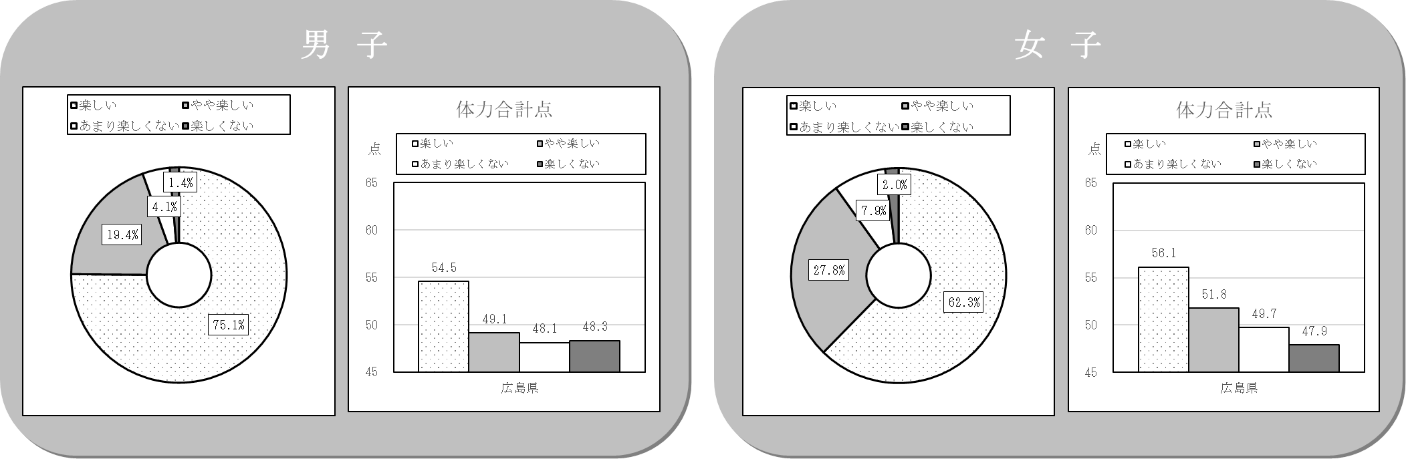 男 子
楽しい やや楽しい
あまり楽しくない 楽しくない
1.4%
4.1%
19.4%
75.1%
体力合計点
点
楽しい やや楽しい
あまり楽しくない 楽しくない
65
60
55
50
45
54.5
49.1
48.1
48.3
広島県
女 子
楽しい やや楽しい
あまり楽しくない 楽しくない
2.0%
7.9%
27.8%
62.3%
体力合計点
点
楽しい やや楽しい
あまり楽しくない 楽しくない
65
60
55
50
45
56.1
51.8
49.7
47.9
広島県